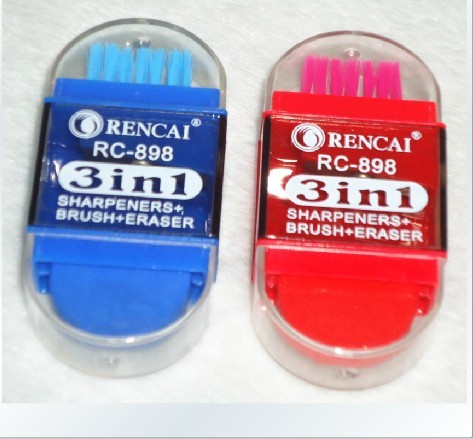 RENCAI®
RC-898
3in1
SHARPENERS+
BRUSH+ERASER
RENCAI®
RC-898
3in1
SHARPENERS+
BRUSH+ERASER